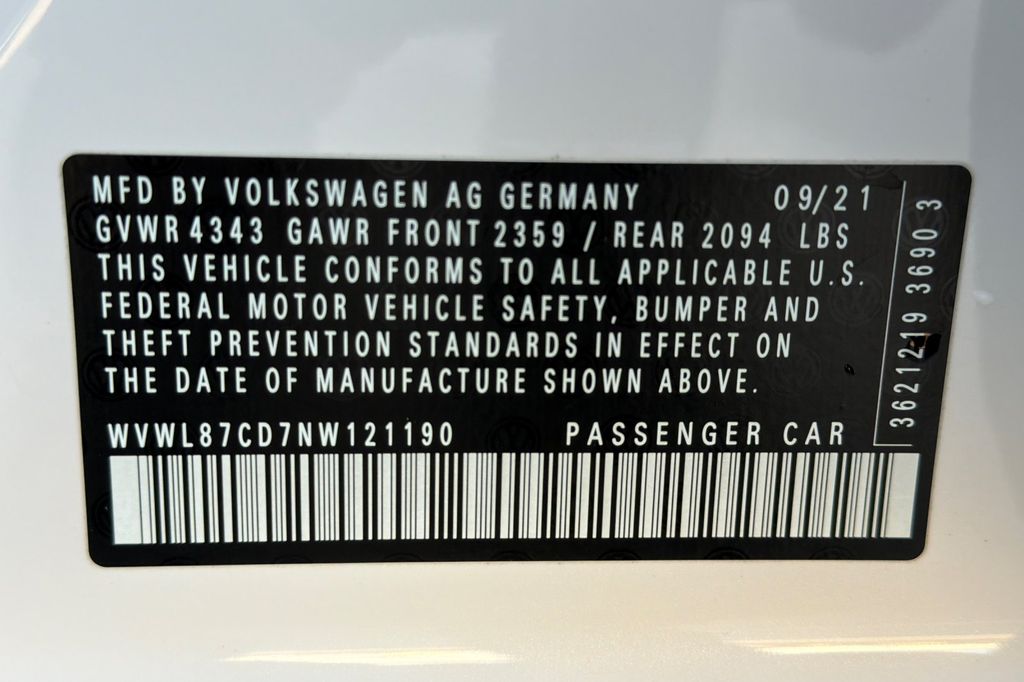 MFD BY VOLKSWAGEN AG GERMANY 09/21
GVWR 4343 GAWR FRONT 2359 / REAR 2094 LBS
THIS VEHICLE CONFORMS TO ALL APPLICABLE U.S.
FEDERAL MOTOR VEHICLE SAFETY, BUMPER AND
THEFT PREVENTION STANDARDS IN EFFECT ON
THE DATE OF MANUFACTURE SHOWN ABOVE.
WVWL87CD7NW121190 PASSENGER CAR
3621219 3690 3